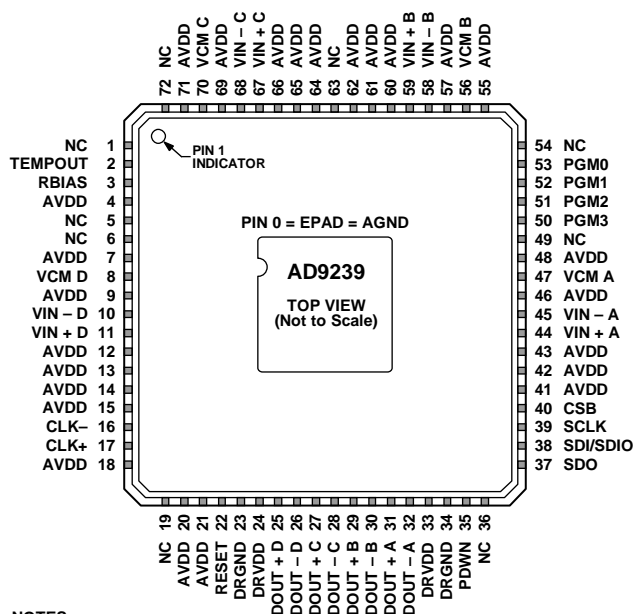 72 NC
71 AVDD
70 VCM C
69 AVDD
68 VIN – C
67 VIN + C
66 AVDD
65 AVDD
64 AVDD
63 NC
62 AVDD
61 AVDD
60 AVDD
59 VIN + B
58 VIN – B
57 AVDD
56 VCM B
55 AVDD
NC 1
TEMPOUT 2
RBIAS 3
AVDD 4
NC 5
NC 6
AVDD 7
VCM D 8
AVDD 9
VIN – D 10
VIN + D 11
AVDD 12
AVDD 13
AVDD 14
AVDD 15
CLK– 16
CLK+ 17
AVDD 18
PIN 1
INDICATOR
PIN 0 = EPAD = AGND
AD9239
TOP VIEW
(Not to Scale)
54 NC
53 PGM0
52 PGM1
51 PGM2
50 PGM3
49 NC
48 AVDD
47 VCM A
46 AVDD
45 VIN – A
44 VIN + A
43 AVDD
42 AVDD
41 AVDD
40 CSB
39 SCLK
38 SDI/SDIO
37 SDO
NC 19
AVDD 20
AVDD 21
RESET 22
DRGND 23
DRVDD 24
DOUT + D 25
DOUT – D 26
DOUT + C 27
DOUT – C 28
DOUT + B 29
DOUT – B 30
DOUT + A 31
DOUT – A 32
DRVDD 33
DRGND 34
PDWN 35
NC 36
NOTES